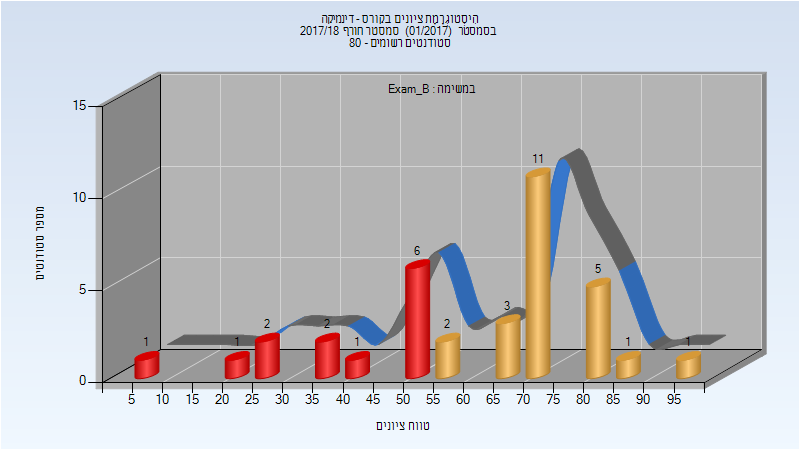 היסטוגרמת ציונים בקורס - דינמיקה
בסמסטר (01/2017) סמסטר חורף 2017/18
סטודנטים רשומים - 80
במשימה : Exam_B
מספר סטודנטים
15
10
5
0
1
1
2
2
1
6
2
3
11
5
1
1
5 10 15 20 25 30 35 40 45 50 55 60 65 70 75 80 85 90 95
טווח ציונים